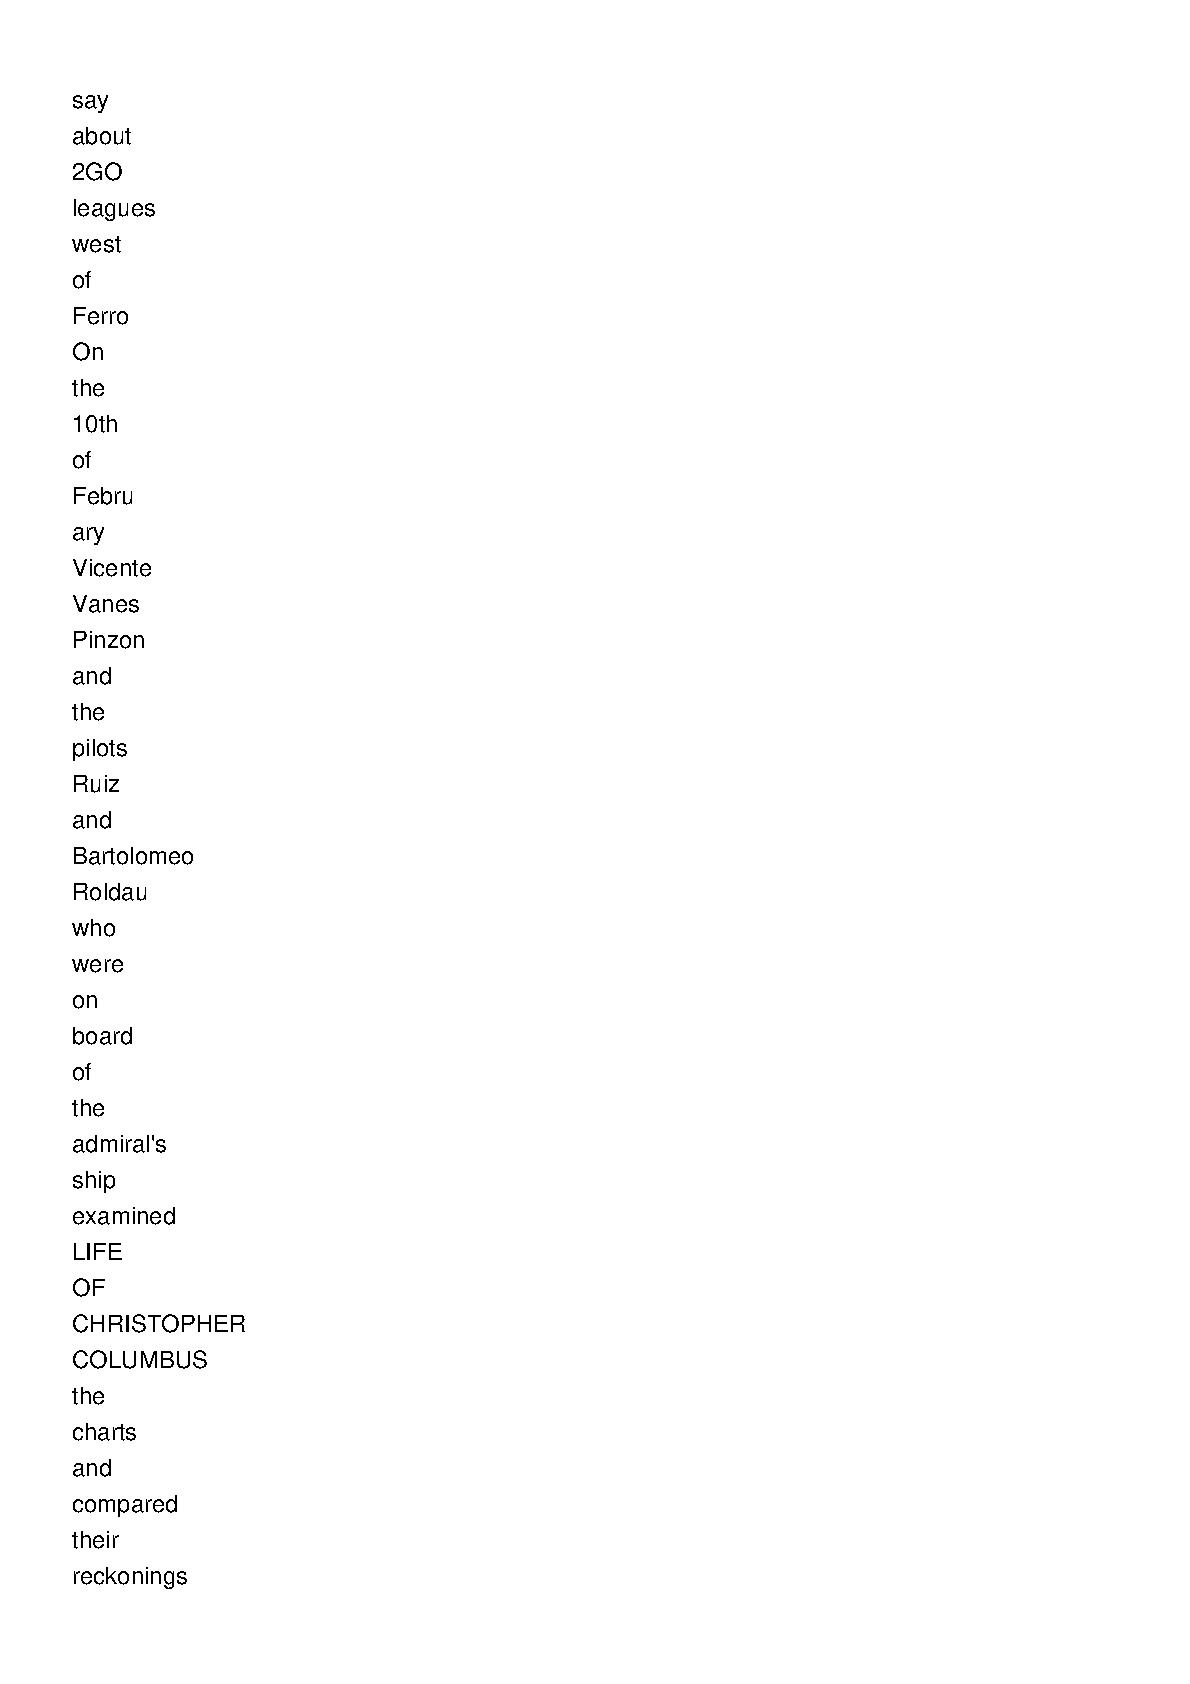 say
about
2GO
leagues
west
of
Ferro
On
the
10th
of
Febru
ary
Vicente
Vanes
Pinzon
and
the
pilots
Ruiz
and
Bartolomeo
Roldau
who
were
on
board
of
the
admiral's
ship
examined
LIFE
OF
CHRISTOPHER
COLUMBUS
the
charts
and
compared
their
reckonings